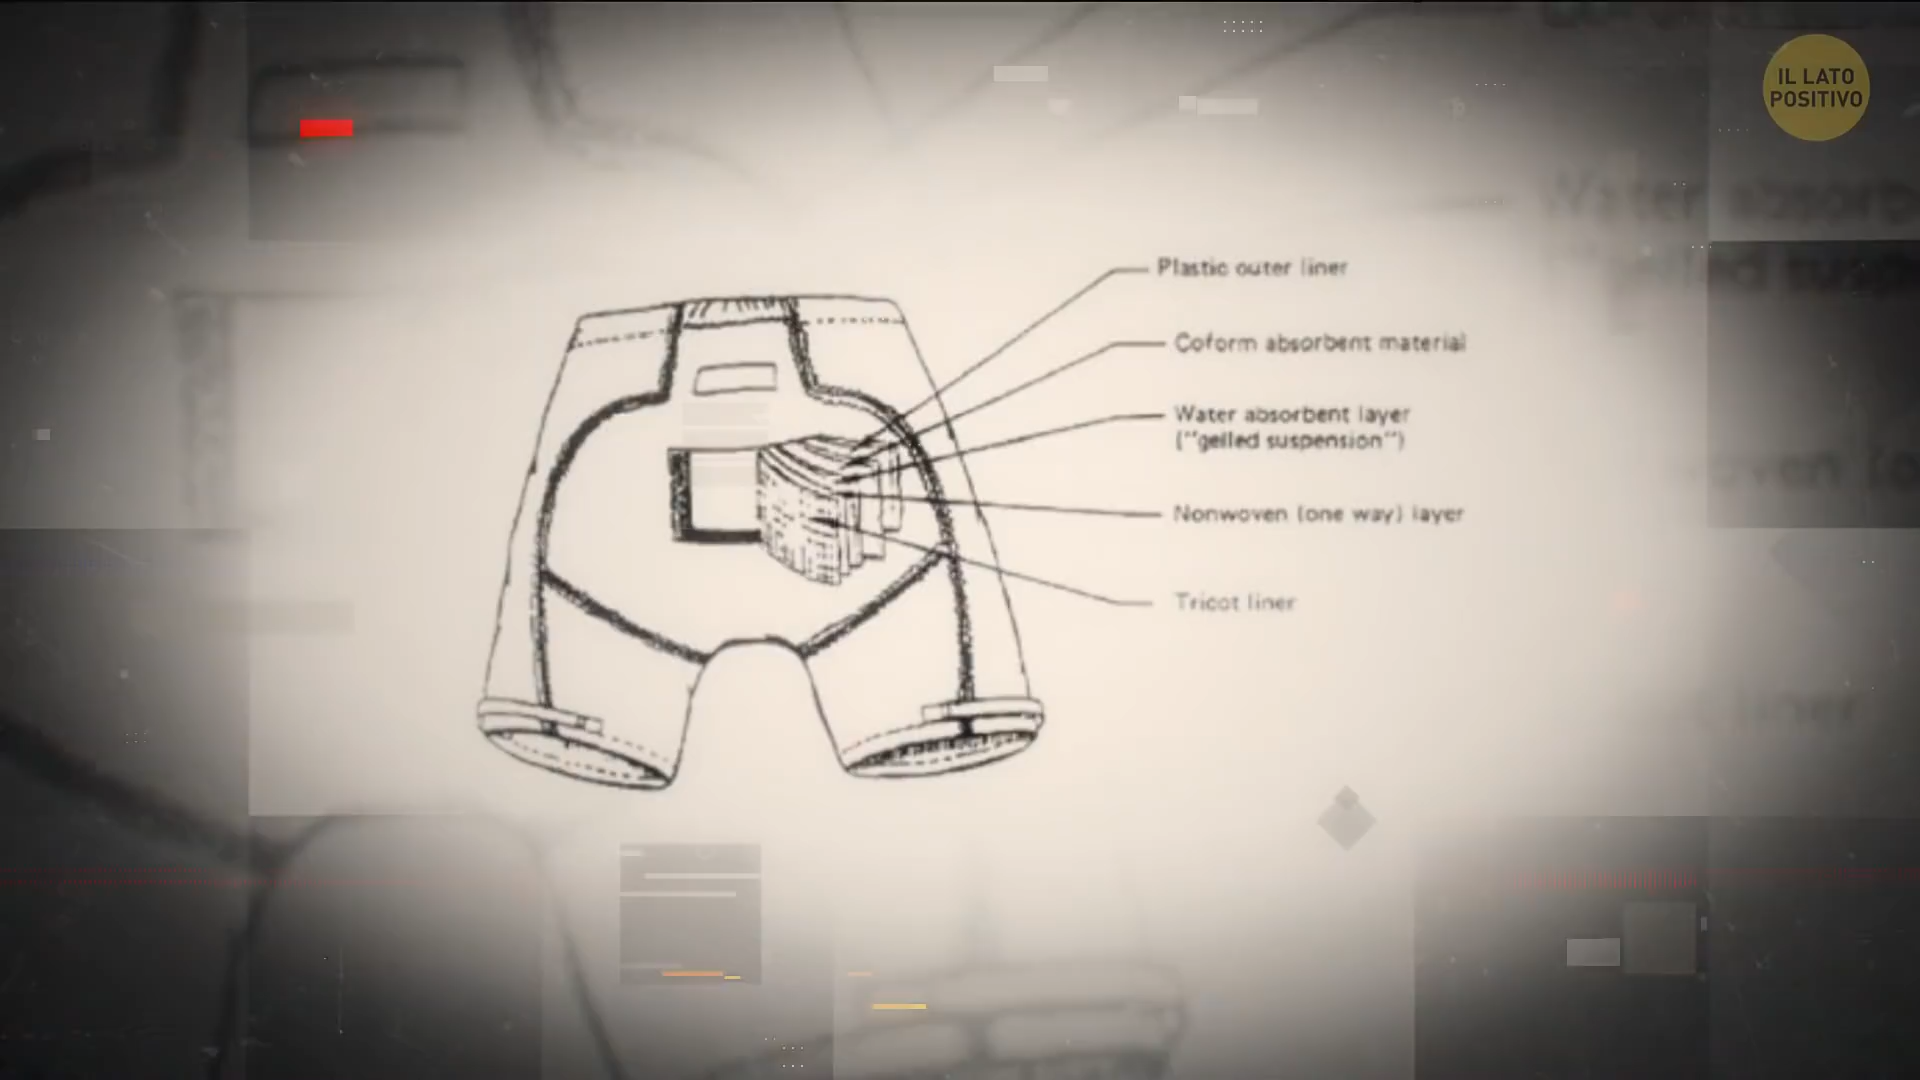 IL LATO
POSITIVO
Plastic outer liner
Coform absorbent material
Water absorbent layer
(''gelled suspension'')
Nonwoven (one way) layer
Tricot liner